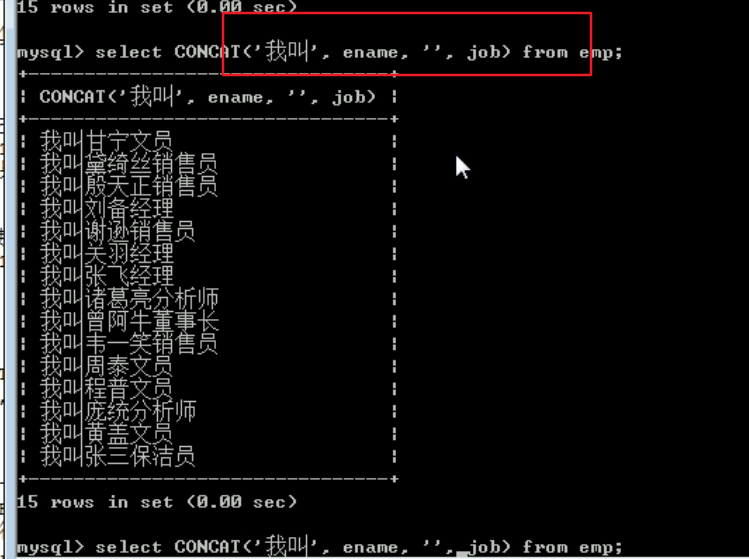 15 rows in set (0.00 sec)
mysql> select CONCAT('我叫', ename, '', job) from emp;
+---------------------------------+
| CONCAT('我叫', ename, '', job) |
+---------------------------------+
| 我叫甘宁文员 |
| 我叫黛绮丝销售员 |
| 我叫殷天正销售员 |
| 我叫刘备经理 |
| 我叫谢逊销售员 |
| 我叫关羽经理 |
| 我叫张飞经理 |
| 我叫诸葛亮分析师 |
| 我叫曾阿牛董事长 |
| 我叫韦一笑销售员 |
| 我叫周泰文员 |
| 我叫程普文员 |
| 我叫庞统分析师 |
| 我叫黄盖文员 |
| 我叫张三保洁员 |
+---------------------------------+
15 rows in set (0.00 sec)
mysql> select CONCAT('我叫', ename, '', job) from emp;